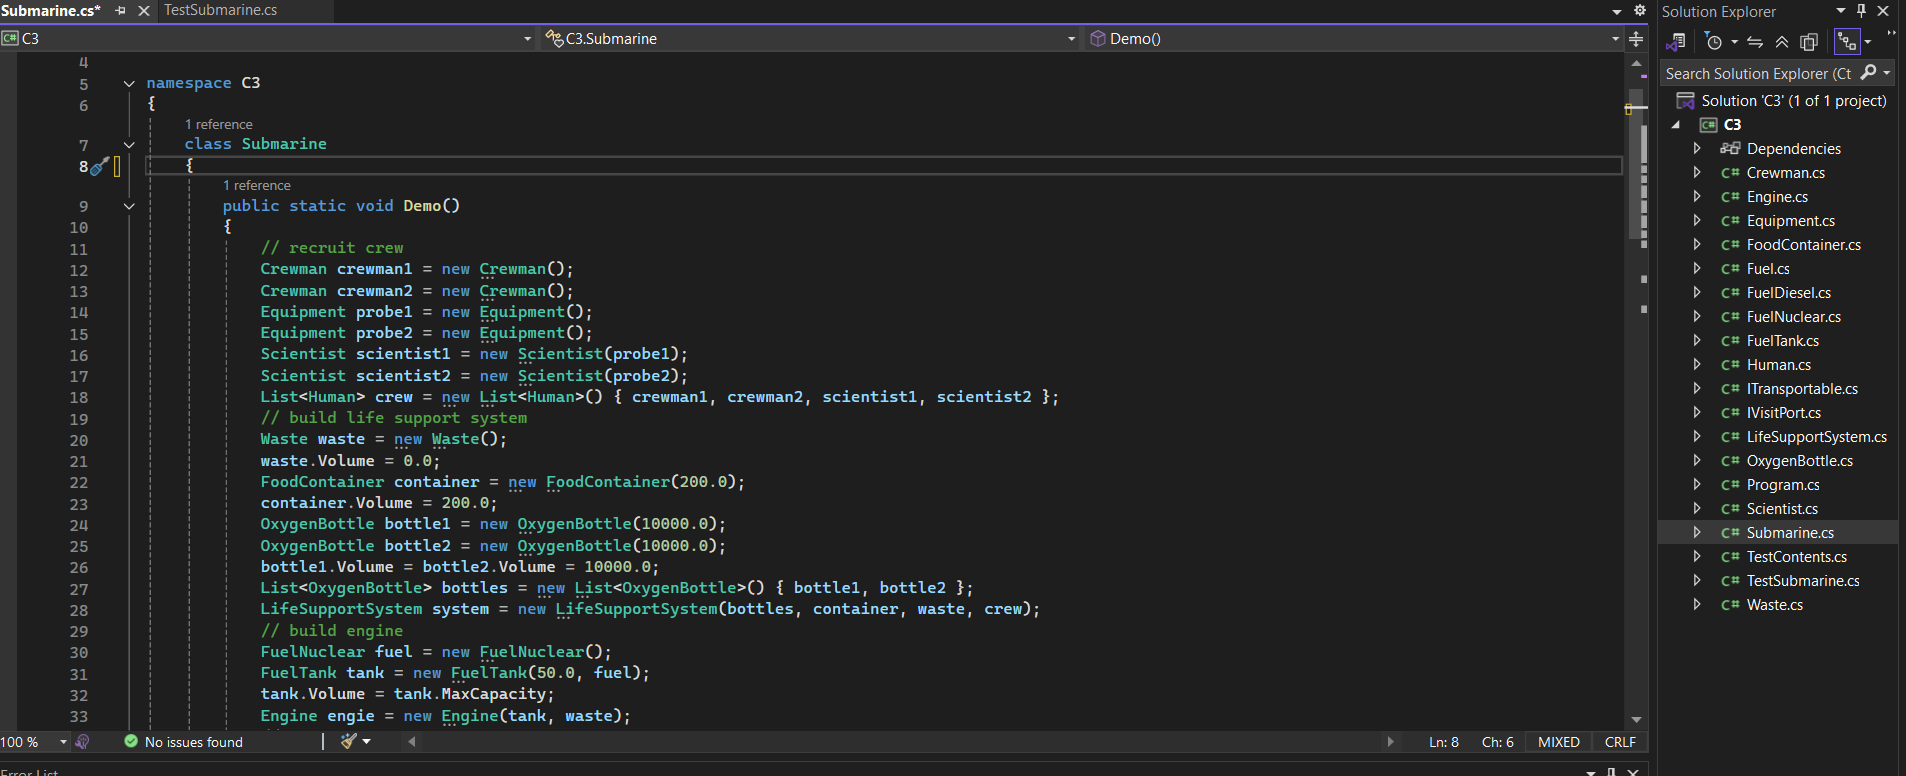 Submarine.cs*
TestSubmarine.cs
Solution Explorer
C3
C3.Submarine
Demo()
Search Solution Explorer (Ct
4
5 namespace C3
6 {
1 reference
7 class Submarine
8 {
1 reference
9 public static void Demo()
10 {
11 // recruit crew
12 Crewman crewman1 = new Crewman();
13 Crewman crewman2 = new Crewman();
14 Equipment probe1 = new Equipment();
15 Equipment probe2 = new Equipment();
16 Scientist scientist1 = new Scientist(probe1);
17 Scientist scientist2 = new Scientist(probe2);
18 List<Human> crew = new List<Human>() { crewman1, crewman2, scientist1, scientist2 };
19 // build life support system
20 Waste waste = new Waste();
21 waste.Volume = 0.0;
22 FoodContainer container = new FoodContainer(200.0);
23 container.Volume = 200.0;
24 OxygenBottle bottle1 = new OxygenBottle(10000.0);
25 OxygenBottle bottle2 = new OxygenBottle(10000.0);
26 bottle1.Volume = bottle2.Volume = 10000.0;
27 List<OxygenBottle> bottles = new List<OxygenBottle>() { bottle1, bottle2 };
28 LifeSupportSystem system = new LifeSupportSystem(bottles, container, waste, crew);
29 // build engine
30 FuelNuclear fuel = new FuelNuclear();
31 FuelTank tank = new FuelTank(50.0, fuel);
32 tank.Volume = tank.MaxCapacity;
33 Engine engie = new Engine(tank, waste);
Solution 'C3' (1 of 1 project)
C# C3
Dependencies
C# Crewman.cs
C# Engine.cs
C# Equipment.cs
C# FoodContainer.cs
C# Fuel.cs
C# FuelDiesel.cs
C# FuelNuclear.cs
C# FuelTank.cs
C# Human.cs
C# ITransportable.cs
C# IVisitPort.cs
C# LifeSupportSystem.cs
C# OxygenBottle.cs
C# Program.cs
C# Scientist.cs
C# Submarine.cs
C# TestContents.cs
C# TestSubmarine.cs
C# Waste.cs
100 %
No issues found
Ln: 8
Ch: 6
MIXED
CRLF
Error List